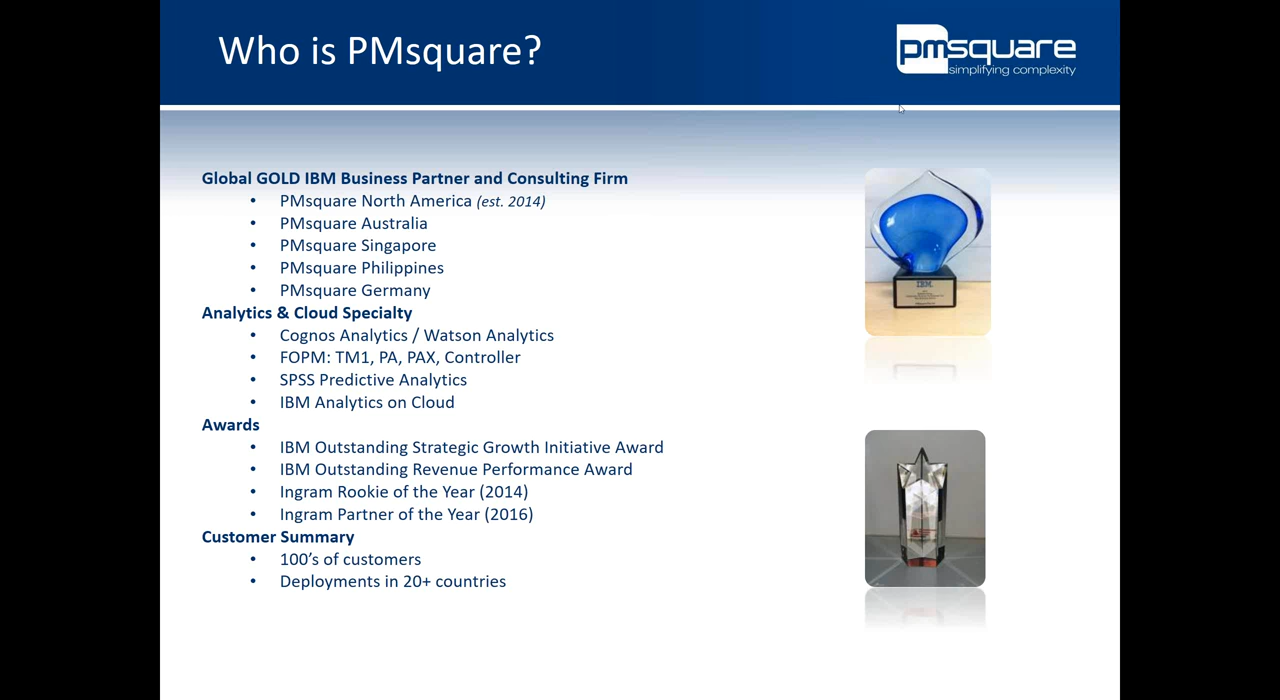 Who is PMsquare?
pmsquare
simplifying complexity
Global GOLD IBM Business Partner and Consulting Firm
• PMsquare North America (est. 2014)
• PMsquare Australia
• PMsquare Singapore
• PMsquare Philippines
• PMsquare Germany
Analytics & Cloud Specialty
• Cognos Analytics / Watson Analytics
• FOPM: TM1, PA, PAX, Controller
• SPSS Predictive Analytics
• IBM Analytics on Cloud
Awards
• IBM Outstanding Strategic Growth Initiative Award
• IBM Outstanding Revenue Performance Award
• Ingram Rookie of the Year (2014)
• Ingram Partner of the Year (2016)
Customer Summary
• 100’s of customers
• Deployments in 20+ countries
IBM